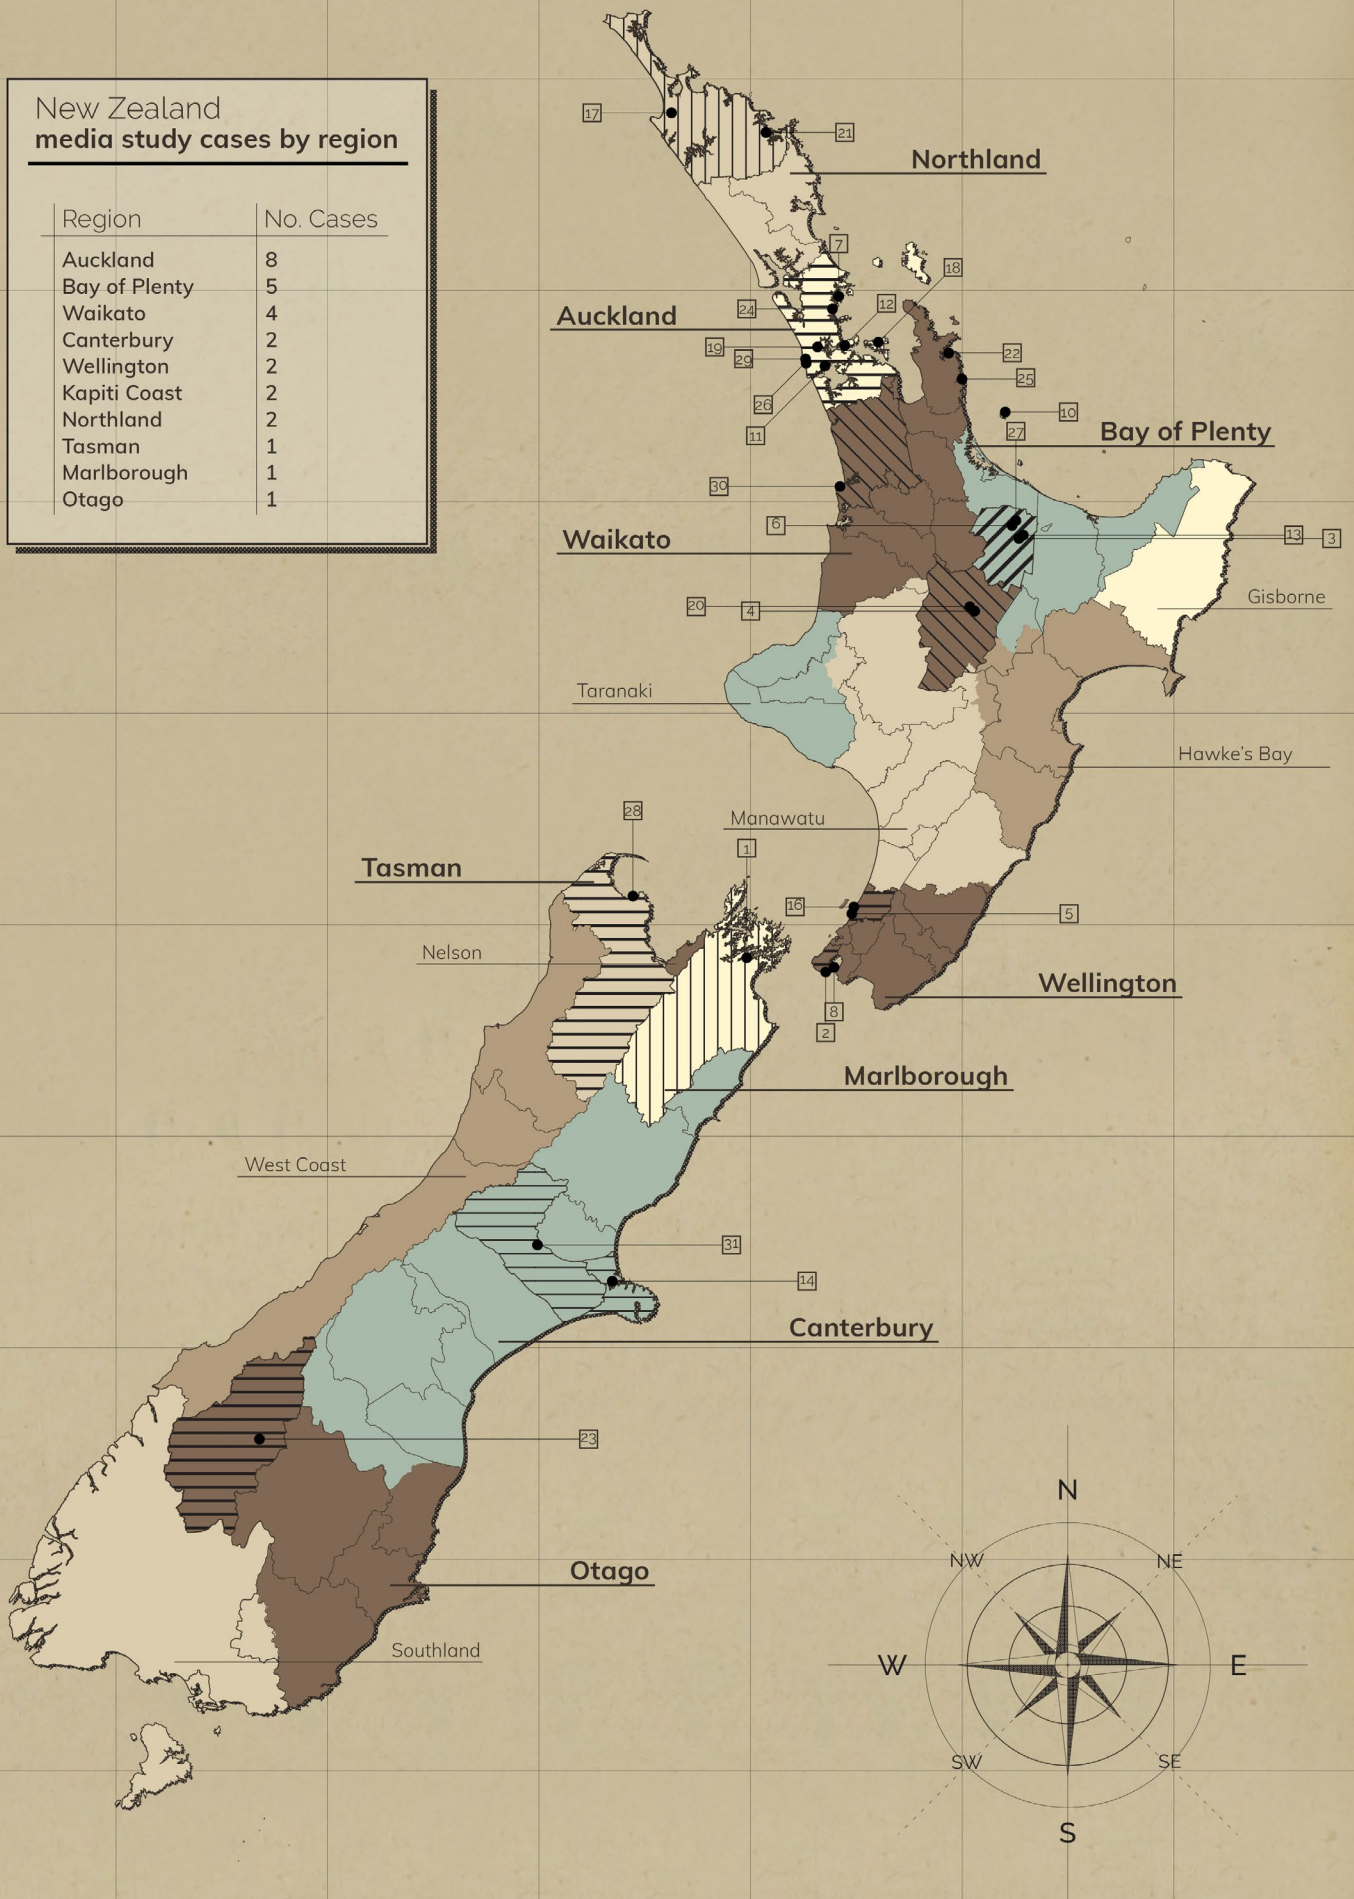 New Zealand
media study cases by region
Region No. Cases
Auckland 8
Bay of Plenty 5
Waikato 4
Canterbury 2
Wellington 2
Kapiti Coast 2
Northland 2
Tasman 1
Marlborough 1
Otago 1
17
21
Northland
7
18
24
12
Auckland
19
29
22
25
26
10
11
27
Bay of Plenty
30
6
13
3
Waikato
20
4
Gisborne
Taranaki
Hawke's Bay
28
Manawatu
1
Tasman
16
5
Nelson
Wellington
8
2
Marlborough
West Coast
31
14
Canterbury
23
N
NW
NE
Otago
Southland
W
E
SW
SE
S